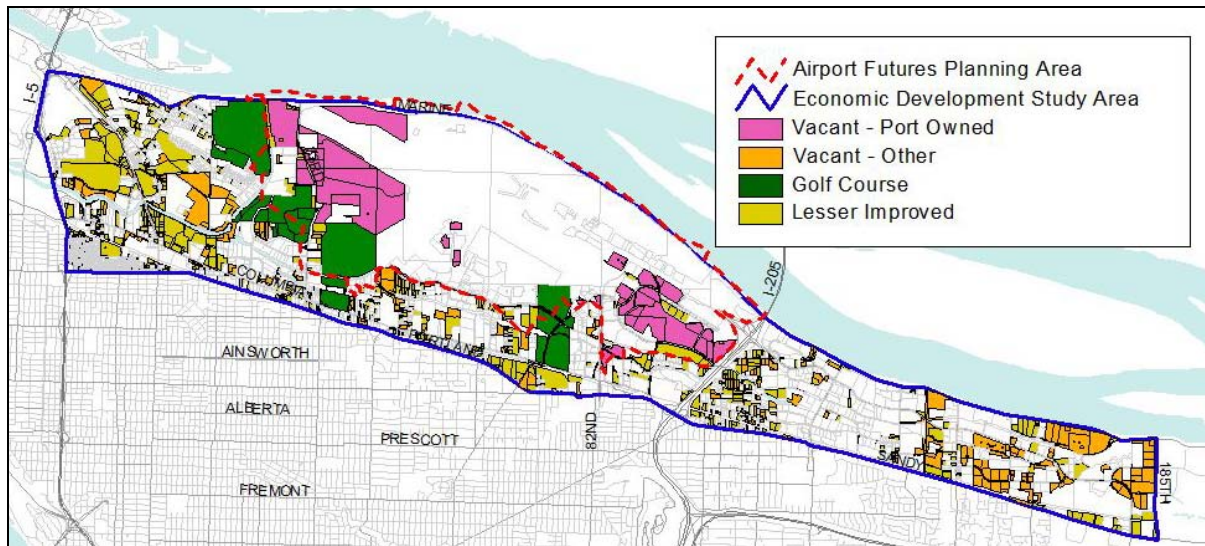 Airport Futures Planning Area
Economic Development Study Area
Vacant - Port Owned
Vacant - Other
Golf Course
Lesser Improved
I-5
MARINE
I-205
COLUMBIA
PORTLAND
AINSWORTH
ALBERTA
PRESCOTT
82ND
SANDY
185TH
FREMONT